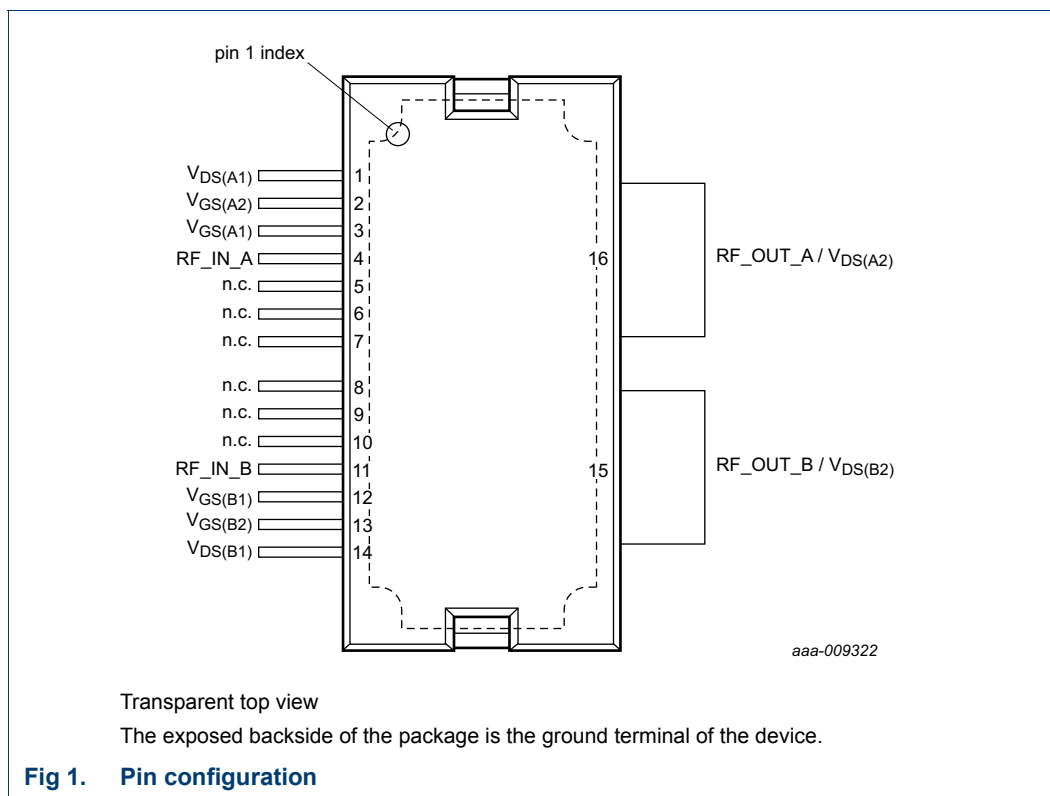 pin 1 index
VDS(A1) 1
VGS(A2) 2
VGS(A1) 3
RF_IN_A 4
n.c. 5
n.c. 6
n.c. 7
n.c. 8
n.c. 9
n.c. 10
RF_IN_B 11
VGS(B1) 12
VGS(B2) 13
VDS(B1) 14
16 RF_OUT_A / VDS(A2)
15 RF_OUT_B / VDS(B2)
aaa-009322
Transparent top view
The exposed backside of the package is the ground terminal of the device.
Fig 1. Pin configuration